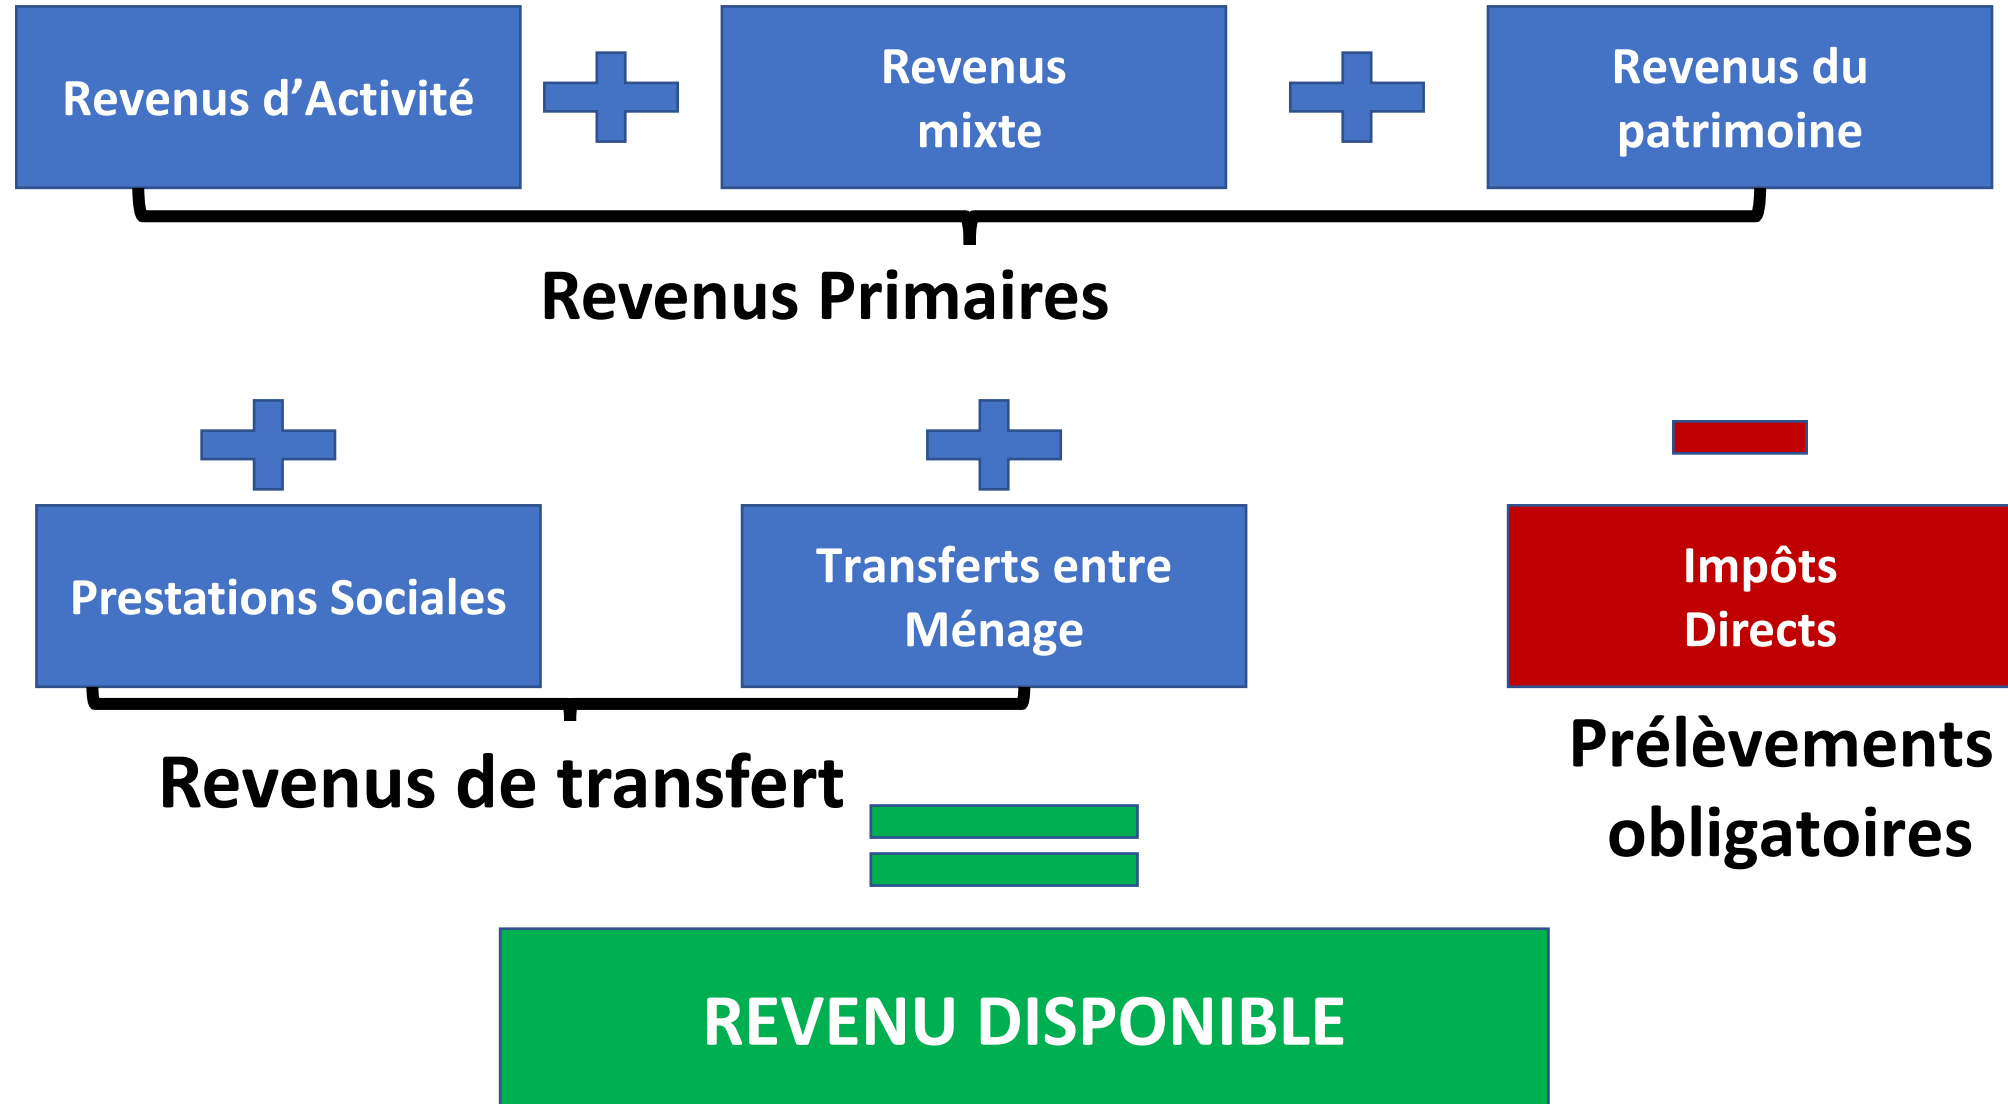 Revenus d’Activité
Revenus
mixte
Revenus du
patrimoine
Revenus Primaires
Prestations Sociales
Transferts entre
Ménage
Impôts
Directs
Revenus de transfert
Prélèvements
obligatoires
REVENU DISPONIBLE